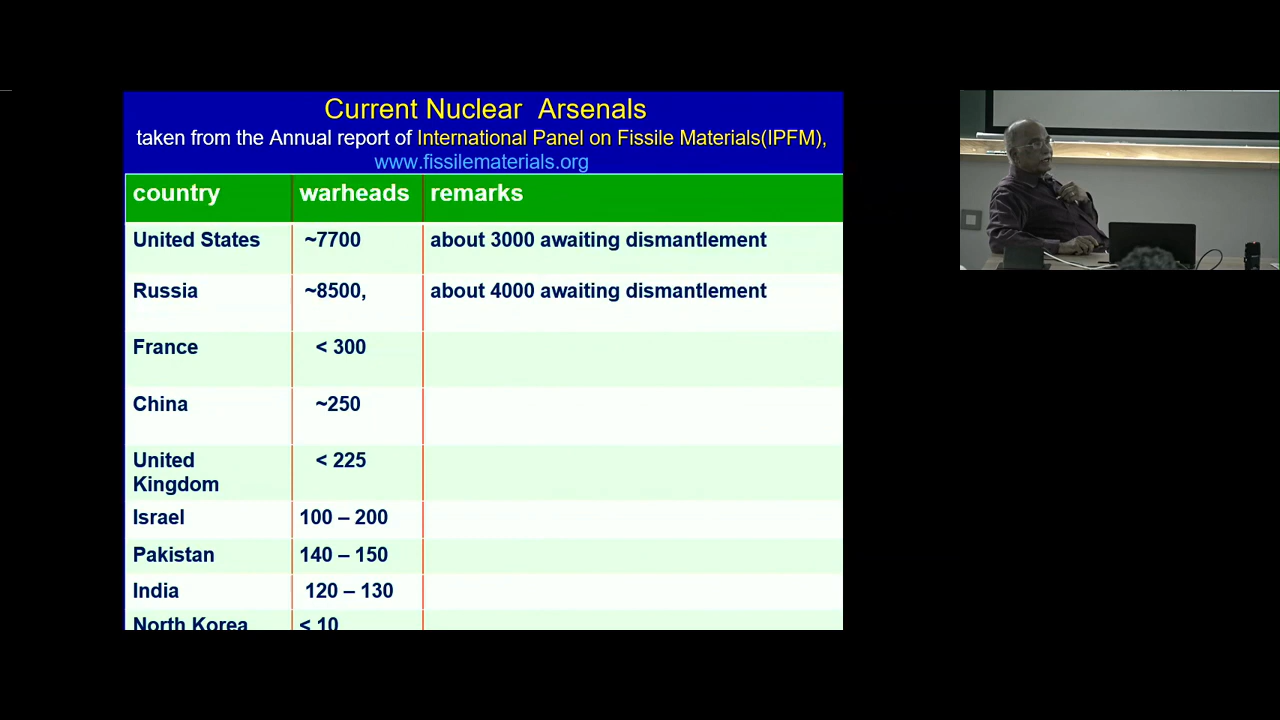 Current Nuclear Arsenals
taken from the Annual report of International Panel on Fissile Materials(IPFM),
www.fissilematerials.org
country warheads remarks
United States ~7700 about 3000 awaiting dismantlement
Russia ~8500, about 4000 awaiting dismantlement
France < 300
China ~250
United < 225
Kingdom
Israel 100 – 200
Pakistan 140 – 150
India 120 – 130
North Korea < 10